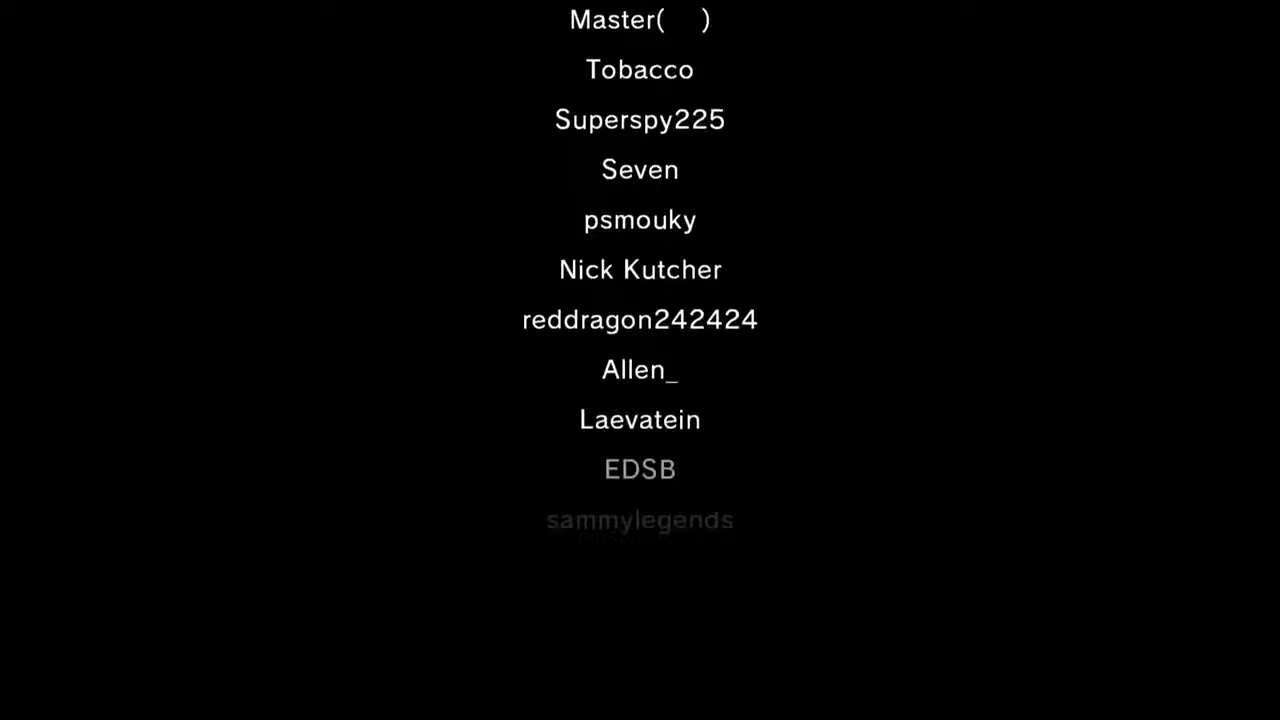 Master(    )
Tobacco
Superspy225
Seven
psmouky
Nick Kutcher
reddragon242424
Allen_
Laevatein
EDSB
sammylegends